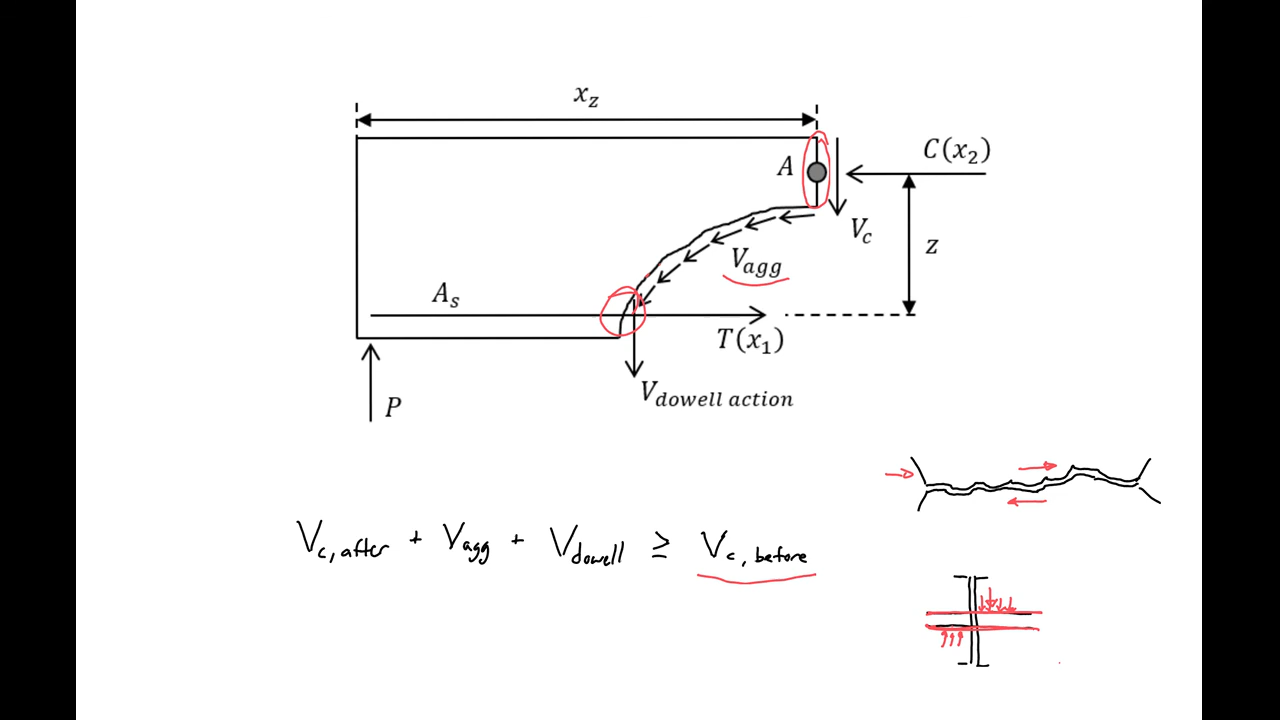 x_z
A
C(x_2)
V_c
z
V_agg
A_s
T(x_1)
V_dowell action
P
V_c, after + V_agg + V_dowell ≥ V_c, before